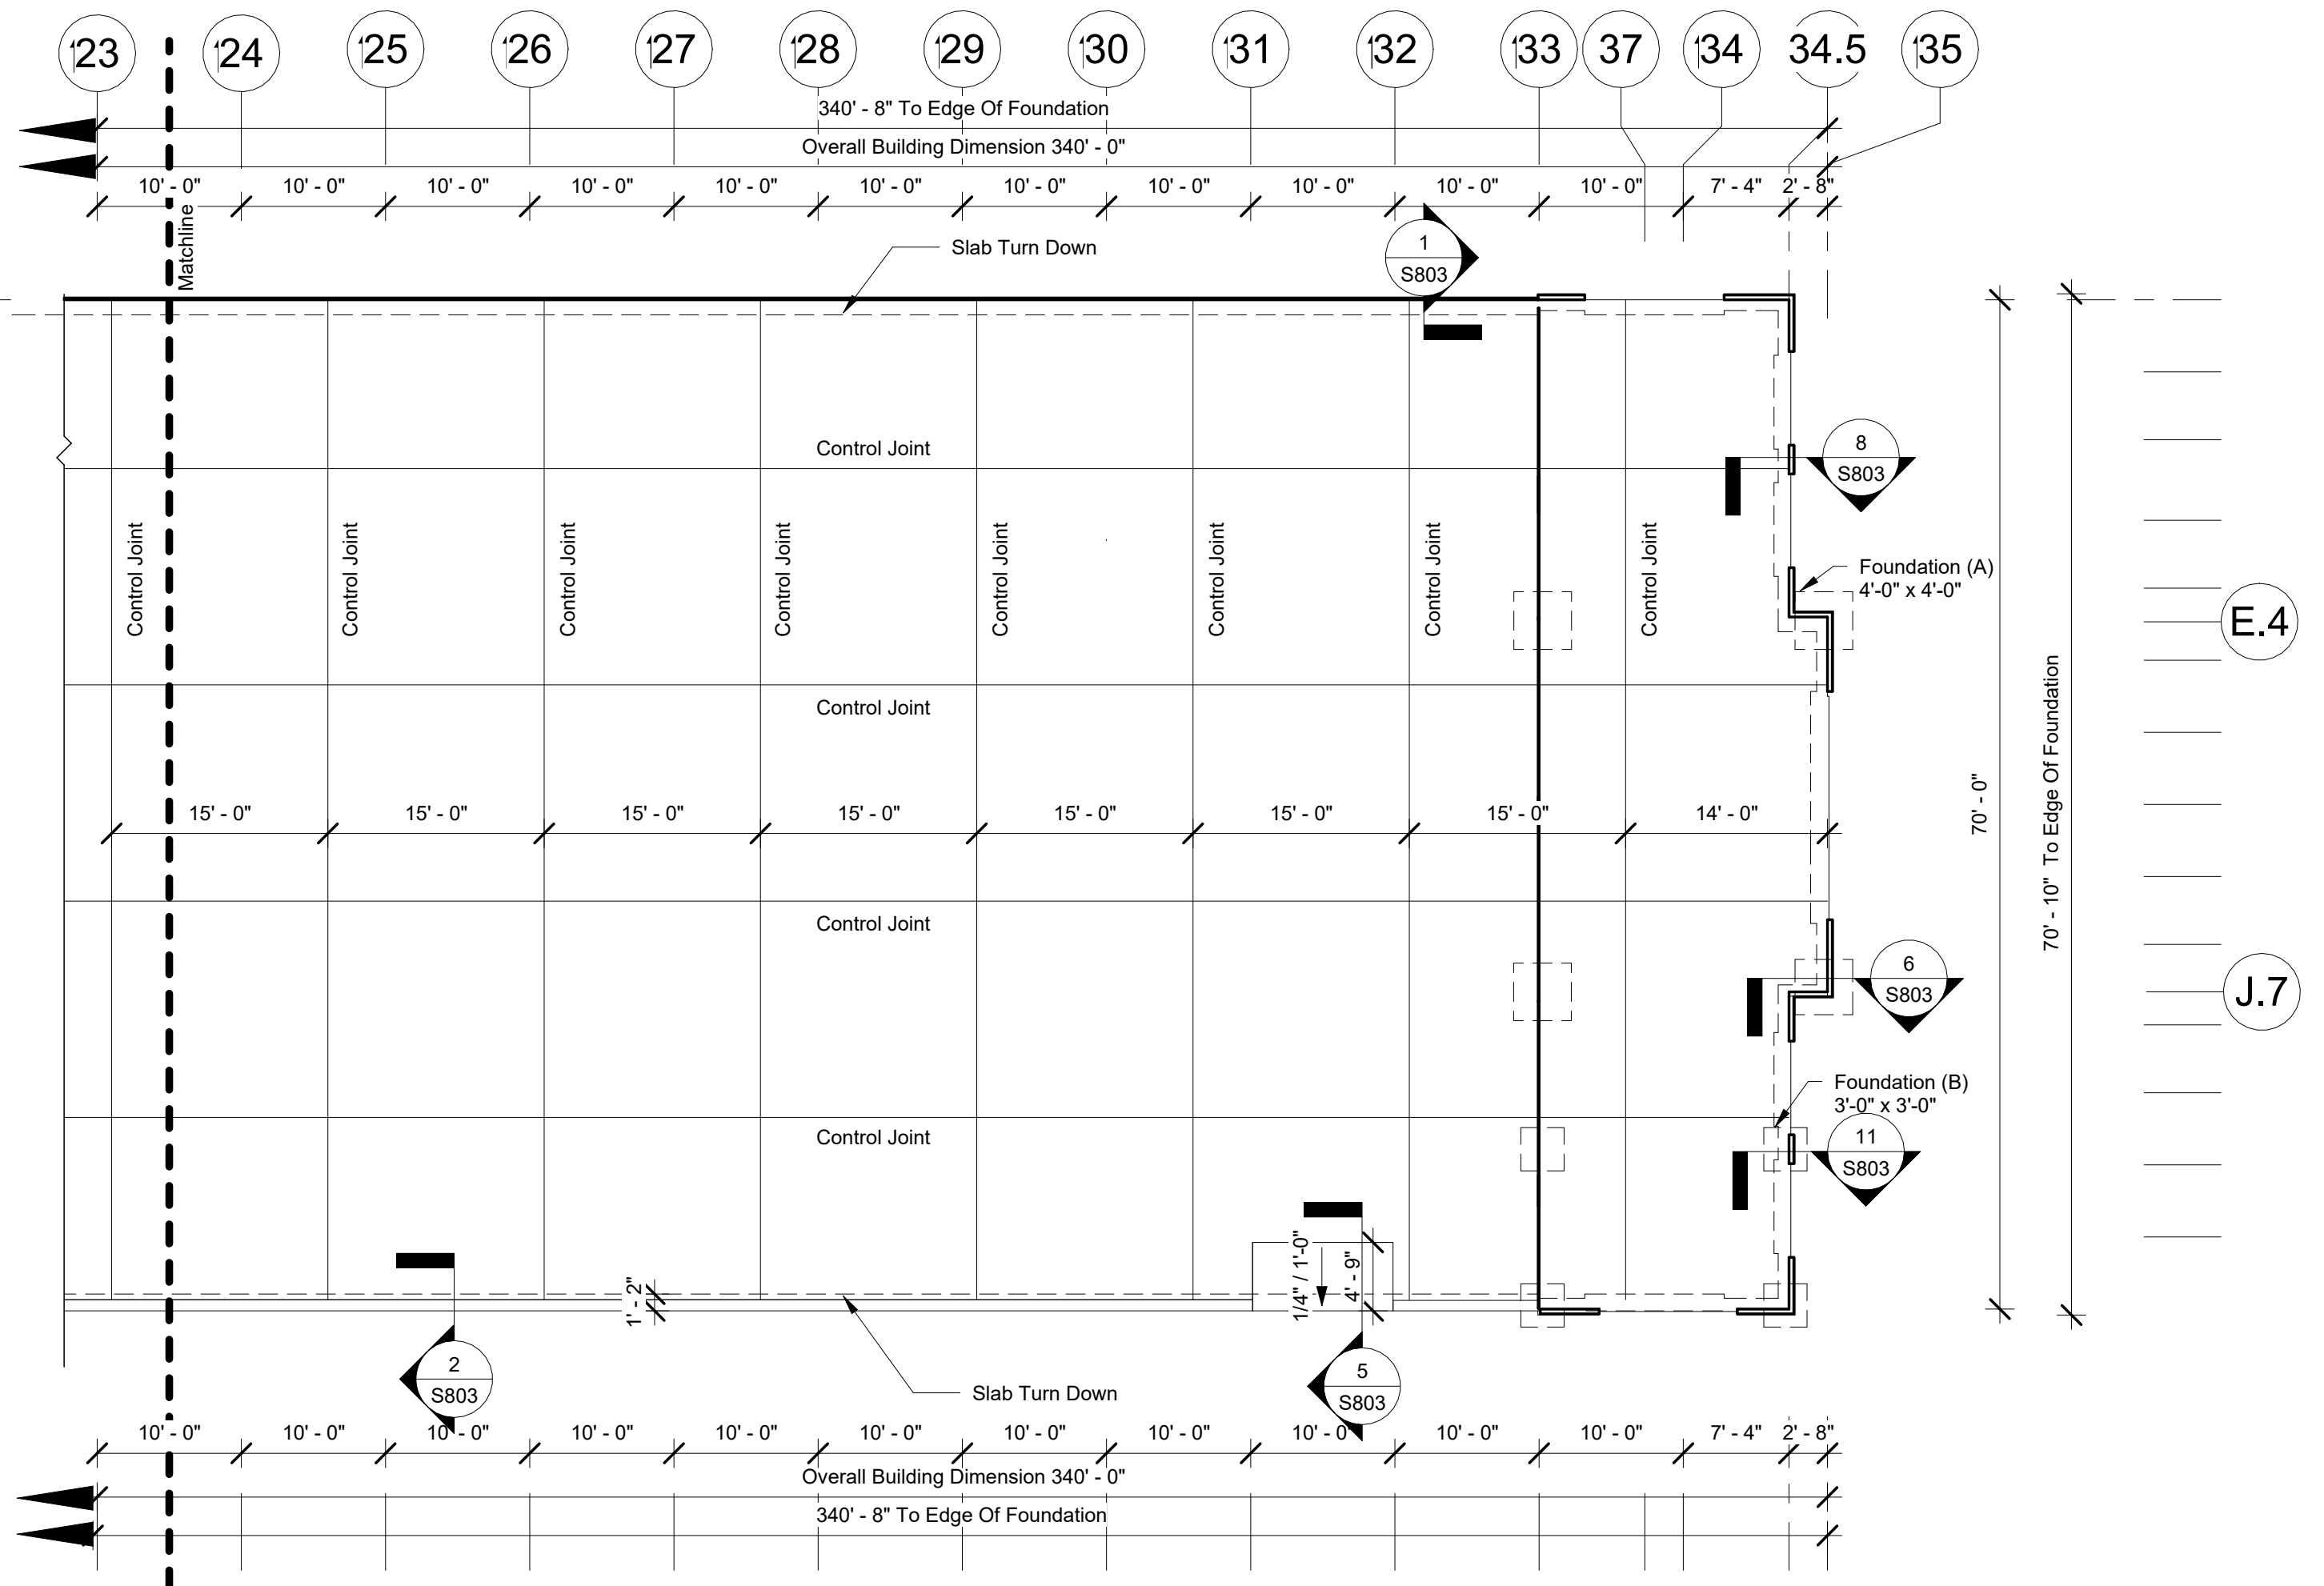 23 24 25 26 27 28 29 30 31 32 33 37 34 34.5 35
340' - 8" To Edge Of Foundation
Overall Building Dimension 340' - 0"
10' - 0" 10' - 0" 10' - 0" 10' - 0" 10' - 0" 10' - 0" 10' - 0" 10' - 0" 10' - 0" 10' - 0" 10' - 0" 7' - 4" 2' - 8"
Matchline
Slab Turn Down
1
S803
Control Joint
8
S803
Control Joint
Control Joint
Control Joint
Control Joint
Control Joint
Control Joint
Control Joint
Control Joint
Foundation (A)
4'-0" x 4'-0"
E.4
Control Joint
15' - 0" 15' - 0" 15' - 0" 15' - 0" 15' - 0" 15' - 0" 15' - 0" 14' - 0"
70' - 0"
70' - 10" To Edge Of Foundation
Control Joint
6
S803
J.7
Foundation (B)
3'-0" x 3'-0"
Control Joint
11
S803
1' - 2"
1/4" / 1'-0"
4' - 9"
2
S803
5
S803
Slab Turn Down
10' - 0" 10' - 0" 10' - 0" 10' - 0" 10' - 0" 10' - 0" 10' - 0" 10' - 0" 10' - 0" 10' - 0" 10' - 0" 7' - 4" 2' - 8"
Overall Building Dimension 340' - 0"
340' - 8" To Edge Of Foundation